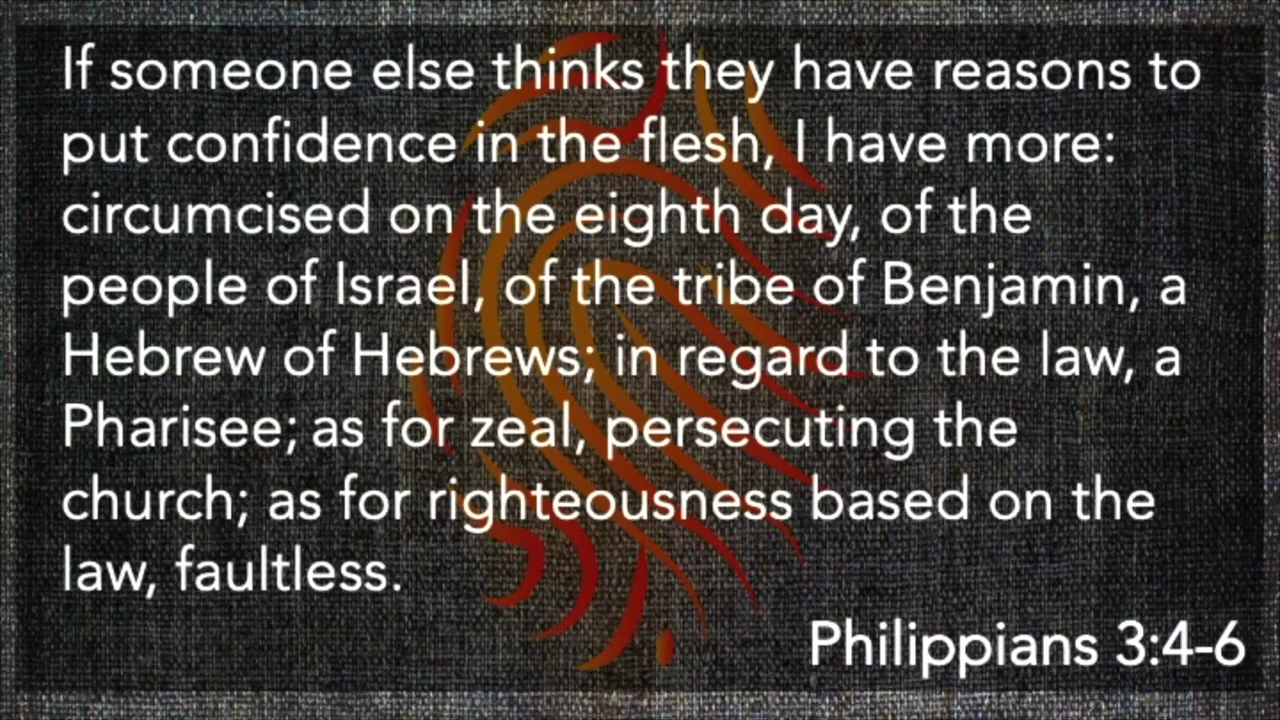 If someone else thinks they have reasons to
put confidence in the flesh, I have more:
circumcised on the eighth day, of the
people of Israel, of the tribe of Benjamin, a
Hebrew of Hebrews; in regard to the law, a
Pharisee; as for zeal, persecuting the
church; as for righteousness based on the
law, faultless.
Philippians 3:4-6